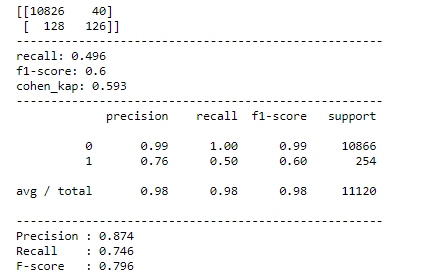 [[10826    40]
 [  128   126]]
----------------------------------------------------
recall: 0.496
f1-score: 0.6
cohen_kap: 0.593
----------------------------------------------------
             precision    recall  f1-score   support

          0       0.99      1.00      0.99     10866
          1       0.76      0.50      0.60       254

avg / total       0.98      0.98      0.98     11120

----------------------------------------------------
Precision : 0.874
Recall    : 0.746
F-score   : 0.796